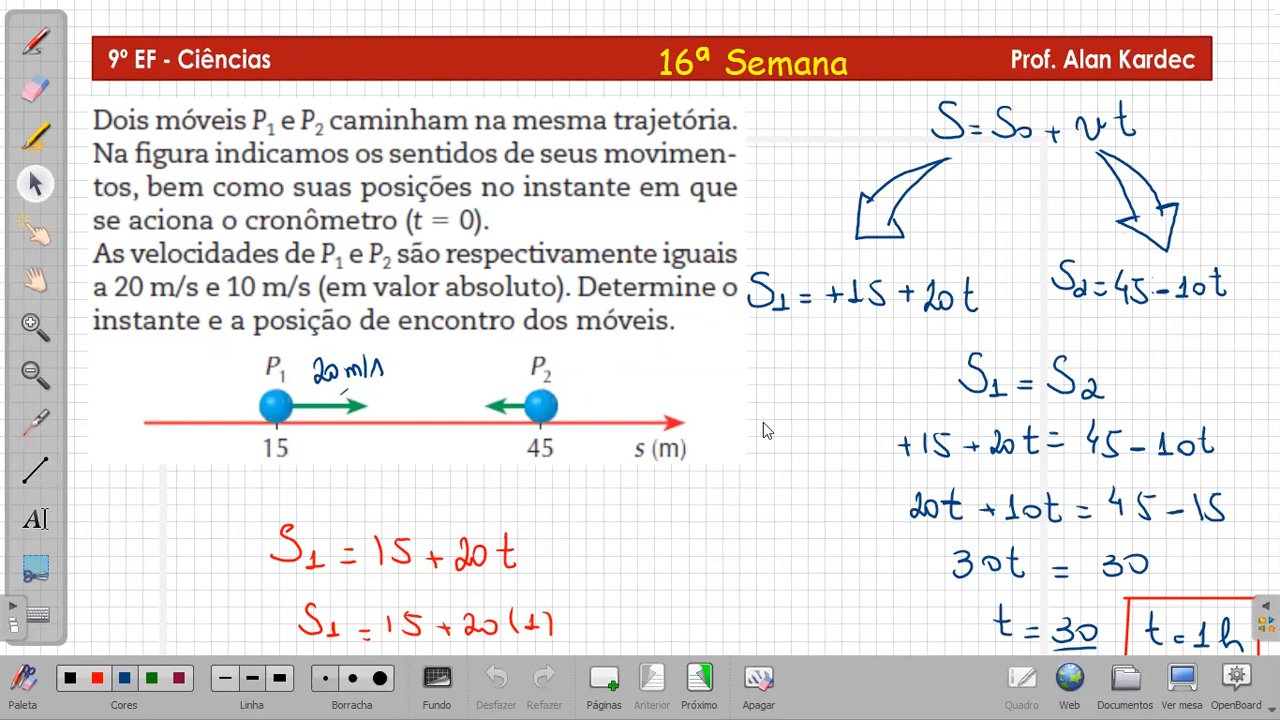 9º EF - Ciências
16ª Semana
Prof. Alan Kardec
Dois móveis P₁ e P₂ caminham na mesma trajetória.
Na figura indicamos os sentidos de seus movimen-
tos, bem como suas posições no instante em que
se aciona o cronômetro (t = 0).
As velocidades de P₁ e P₂ são respectivamente iguais
a 20 m/s e 10 m/s (em valor absoluto). Determine o
instante e a posição de encontro dos móveis.
P₁
20 m/s
P₂
15
45
s (m)
S₁ = 15 + 20t
S₁ = 15 + 20(1)
S = S₀ + vt
S₁ = +15 + 20t
S₂ = 45 - 10t
S₁ = S₂
+15 + 20t = 45 - 10t
20t + 10t = 45 - 15
30t = 30
t = 30
t = 1h
Paleta
Cores
Linha
Borracha
Fundo
Refazer
Páginas
Anterior
Próximo
Apagar
Quadro
Web
Documentos
Ver mesa
OpenBoard